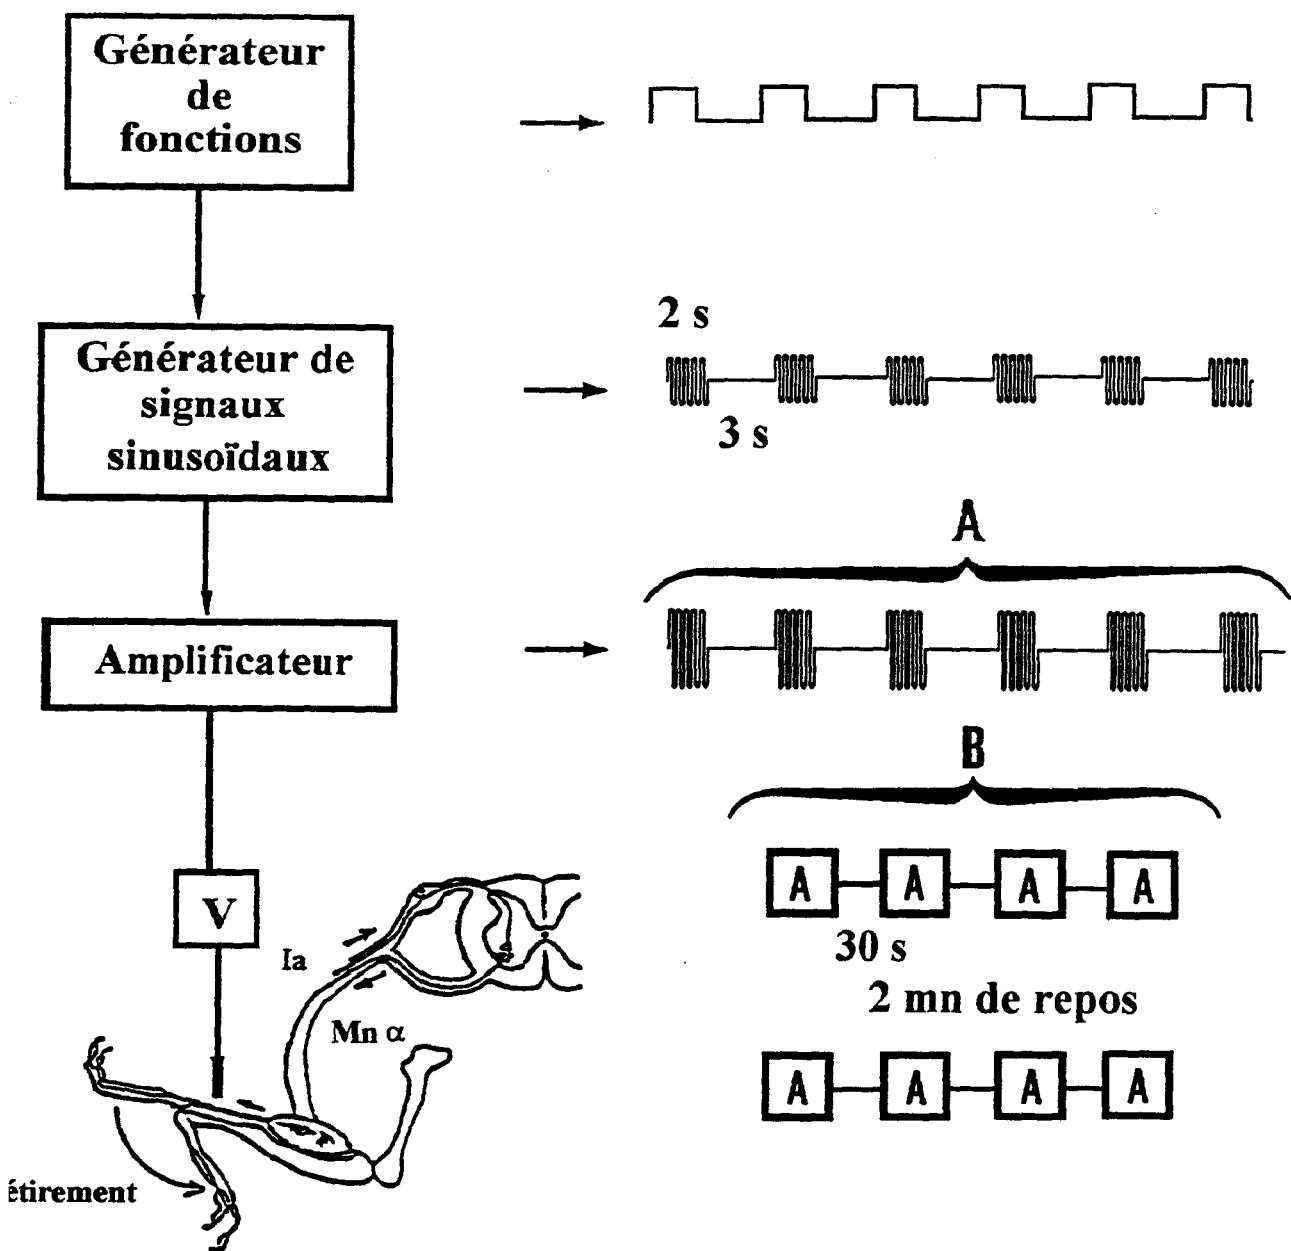 Générateur
de
fonctions
2 s
Générateur de
signaux
sinusoïdaux
3 s
A
Amplificateur
B
A A A A
V
30 s
Ia
2 mn de repos
Mn α
A A A A
étirement